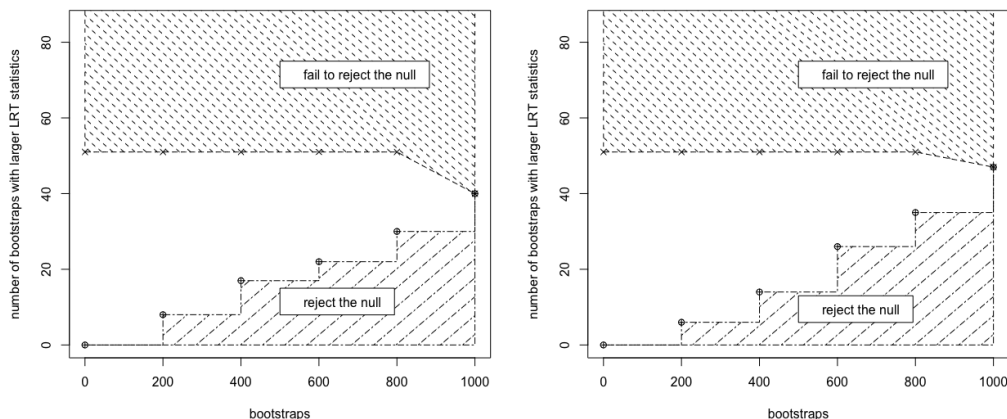 number of bootstraps with larger LRT statistics
80
60
40
20
0
fail to reject the null
reject the null
0 200 400 600 800 1000
bootstraps
number of bootstraps with larger LRT statistics
80
60
40
20
0
fail to reject the null
reject the null
0 200 400 600 800 1000
bootstraps